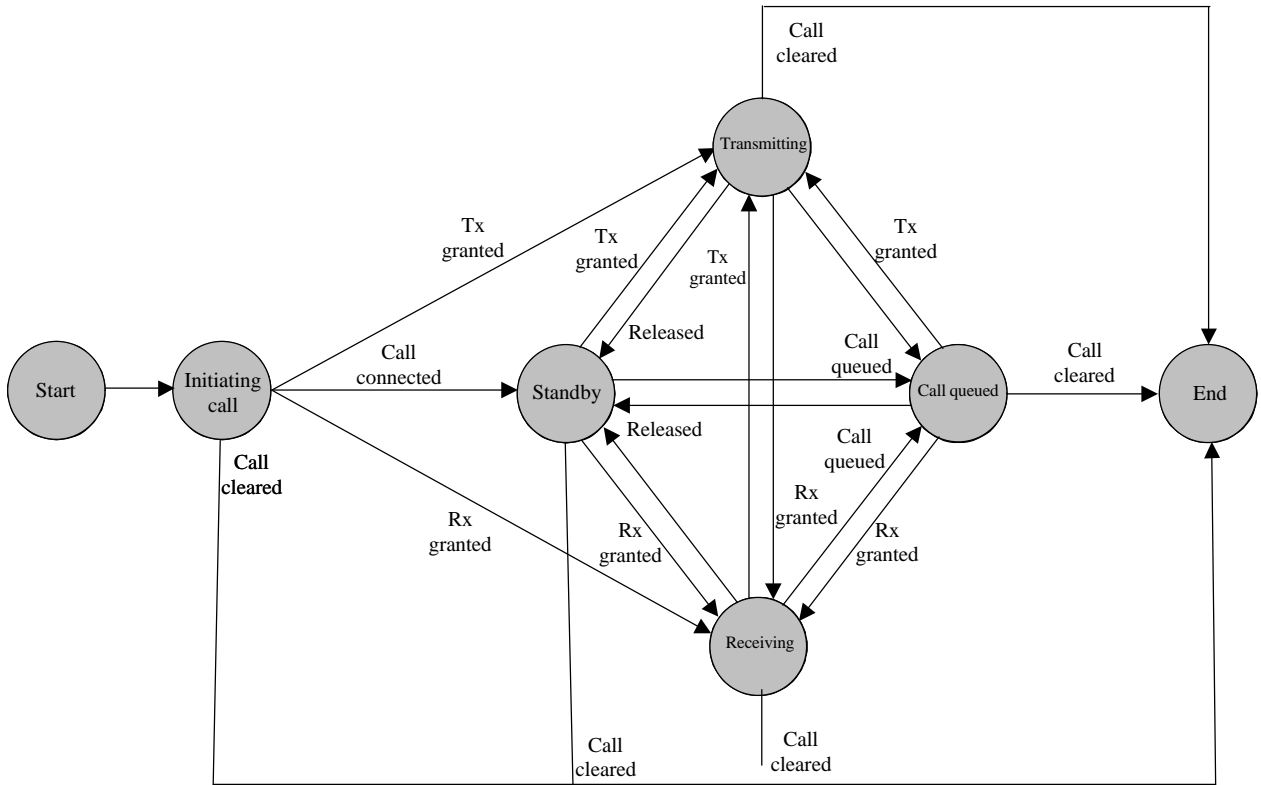 Call
cleared
Transmitting
Tx
granted
Tx
granted
Tx
granted
Tx
granted
Released
Call
queued
Call
connected
Call
cleared
Start
Initiating
call
Standby
Call queued
End
Released
Call
queued
Call
cleared
Rx
granted
Rx
granted
Rx
granted
Rx
granted
Receiving
Call
cleared
Call
cleared